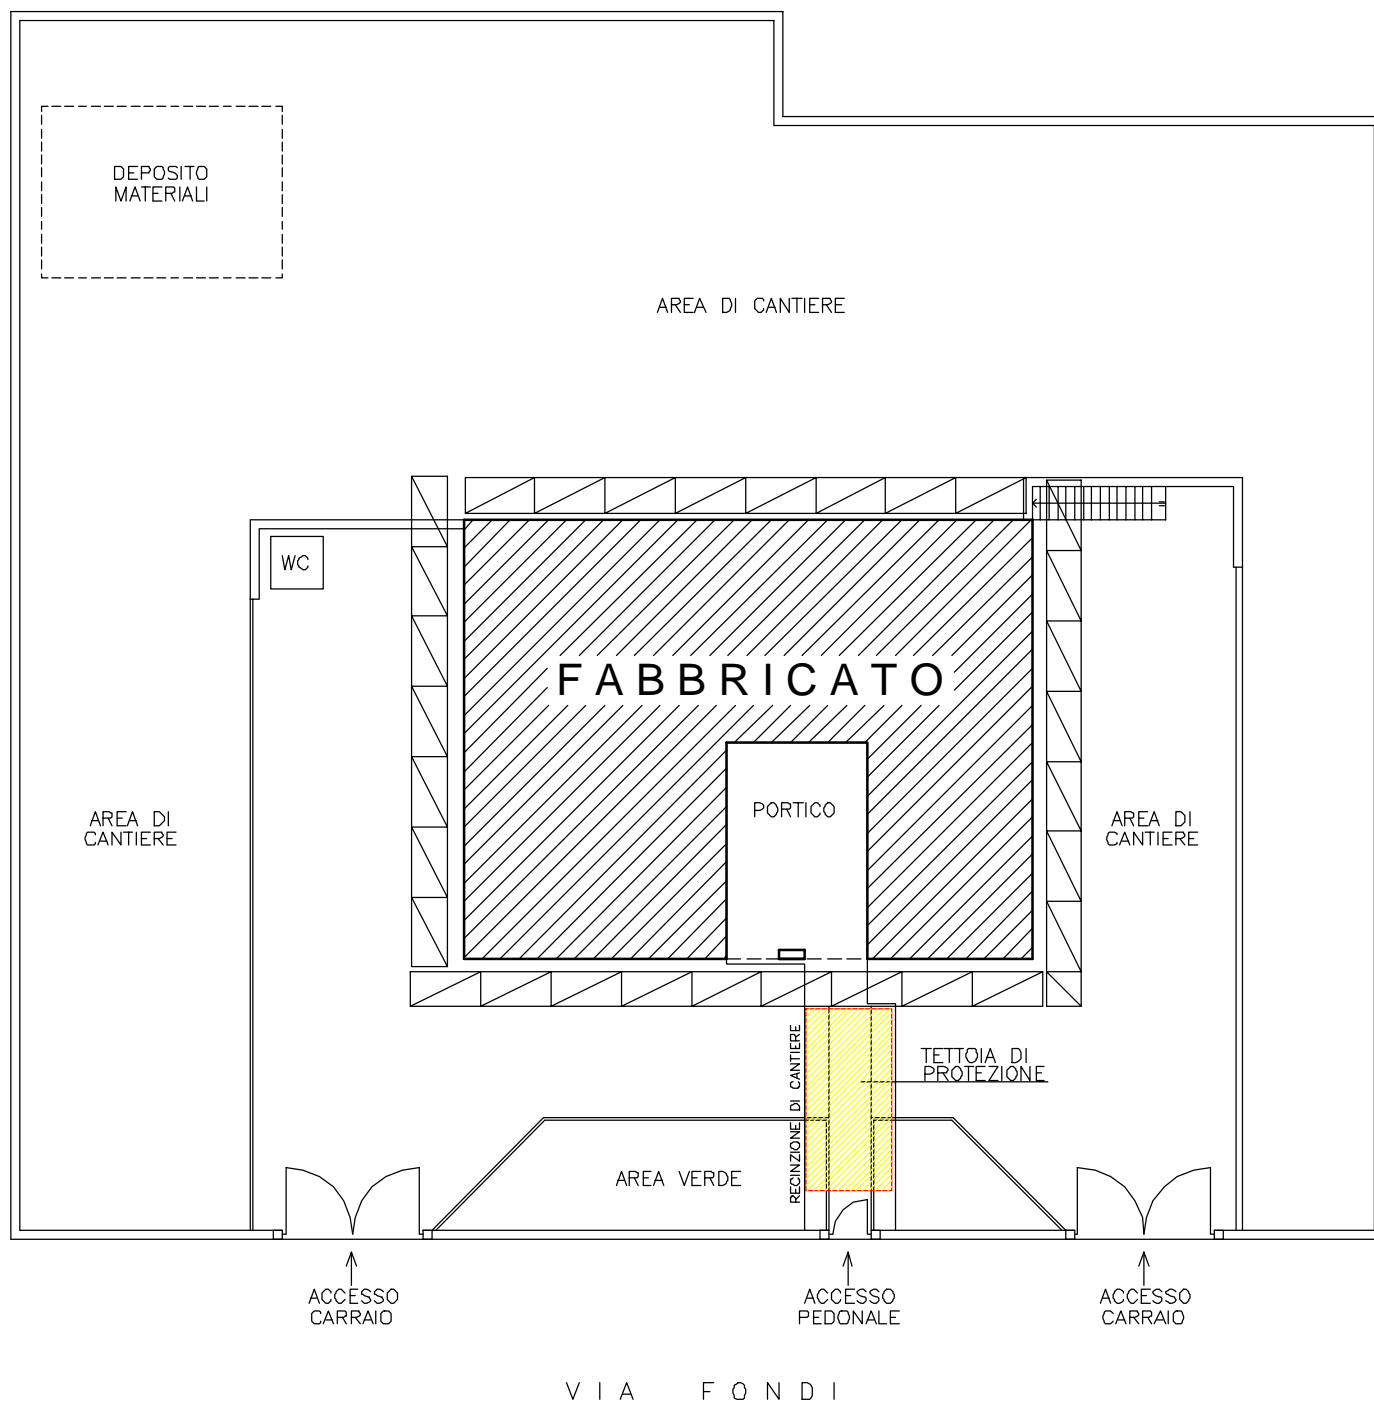 DEPOSITO
MATERIALI
AREA DI CANTIERE
WC
FABBRICATO
PORTICO
AREA DI
CANTIERE
AREA DI
CANTIERE
RECINZIONE DI CANTIERE
TETTOIA DI
PROTEZIONE
AREA VERDE
ACCESSO
CARRAIO
ACCESSO
PEDONALE
ACCESSO
CARRAIO
VIA FONDI